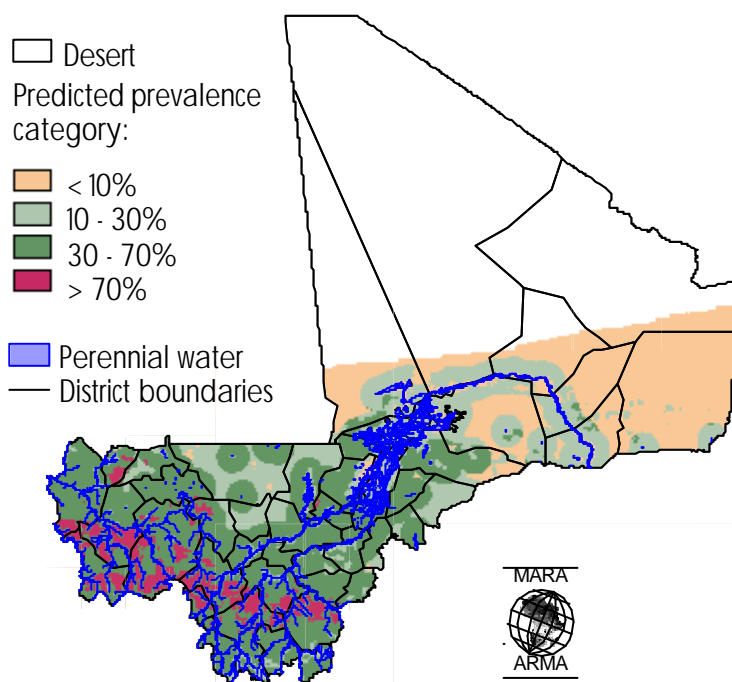 Desert
Predicted prevalence
category:
< 10%
10 - 30%
30 - 70%
> 70%
Perennial water
District boundaries
MARA
ARMA